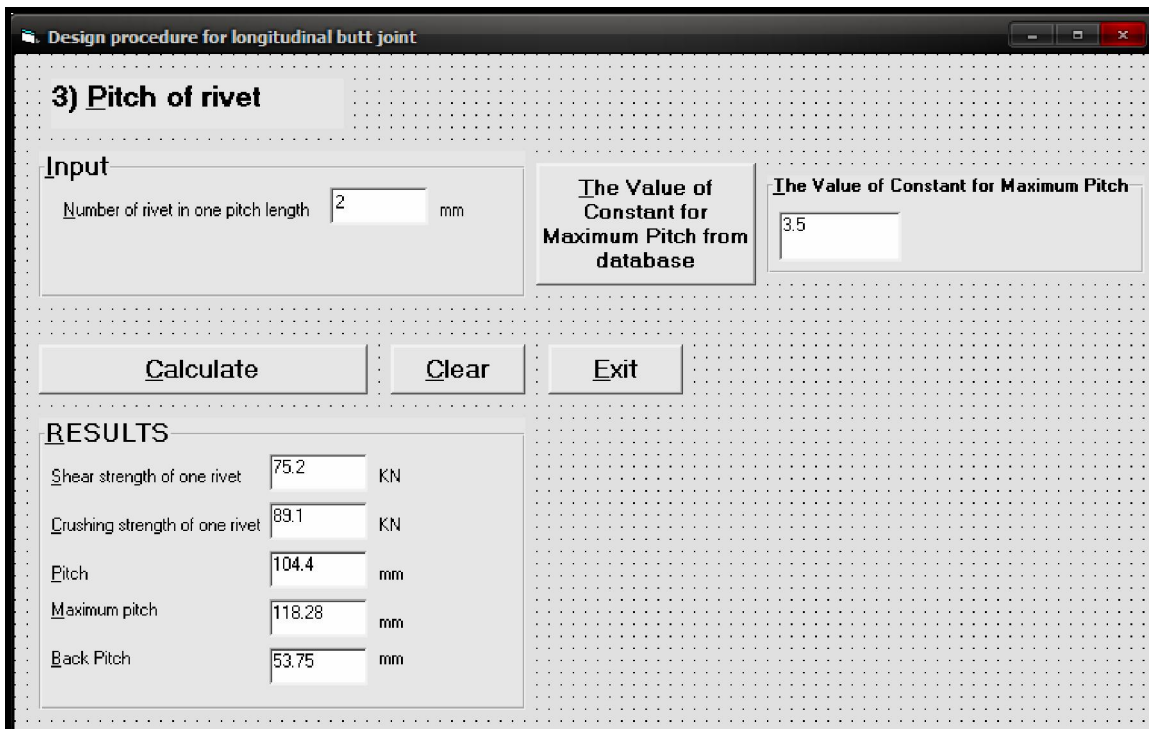 Design procedure for longitudinal butt joint
3) Pitch of rivet
Input
Number of rivet in one pitch length 2 mm
The Value of
Constant for
Maximum Pitch from
database
The Value of Constant for Maximum Pitch
3.5
Calculate Clear Exit
RESULTS
Shear strength of one rivet 75.2 KN
Crushing strength of one rivet 89.1 KN
Pitch 104.4 mm
Maximum pitch 118.28 mm
Back Pitch 53.75 mm